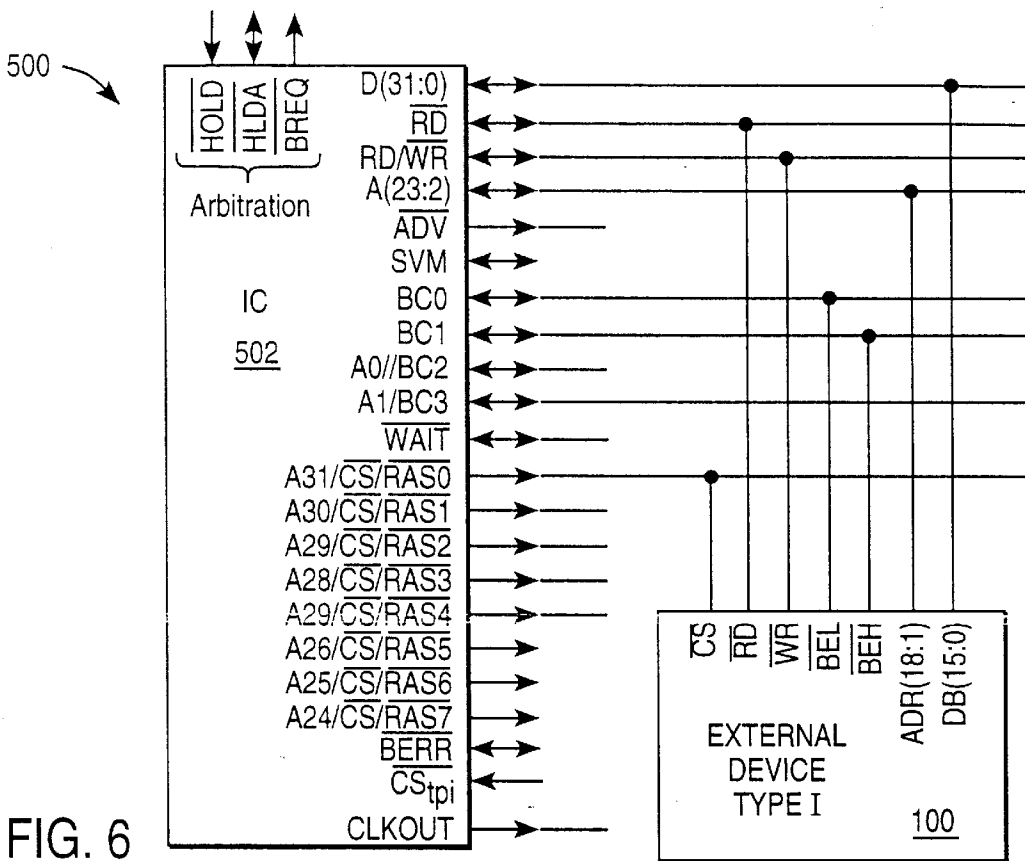 500
HOLD
HLDA
BREQ
Arbitration
IC
502
D(31:0)
RD
RD/WR
A(23:2)
ADV
SVM
BC0
BC1
A0//BC2
A1/BC3
WAIT
A31/CS/RAS0
A30/CS/RAS1
A29/CS/RAS2
A28/CS/RAS3
A29/CS/RAS4
A26/CS/RAS5
A25/CS/RAS6
A24/CS/RAS7
BERR
CStpi
CLKOUT
CS
RD
WR
BEL
BEH
ADR(18:1)
DB(15:0)
EXTERNAL
DEVICE
TYPE I
100
FIG. 6